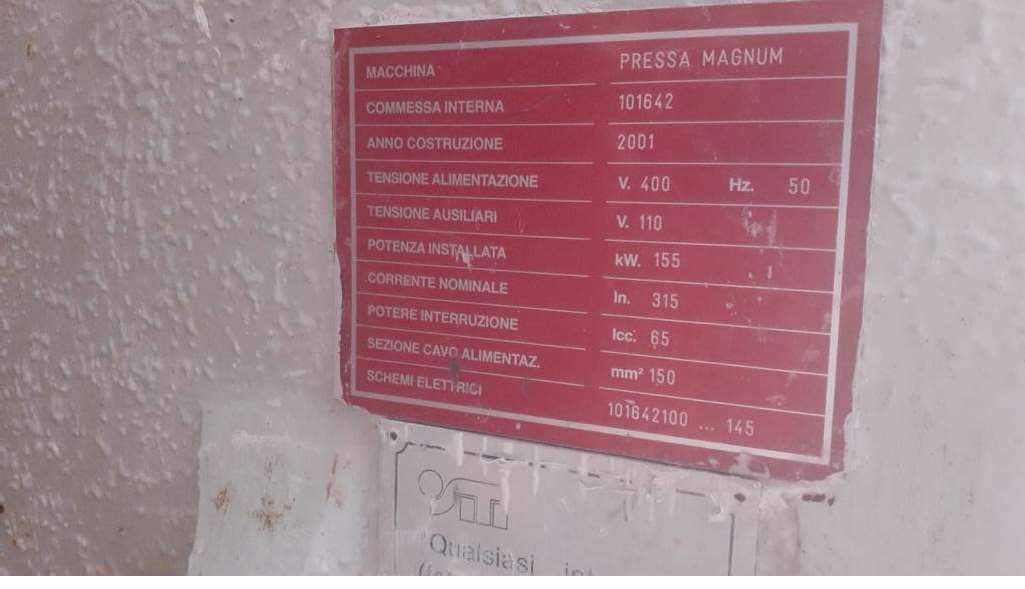 MACCHINA PRESSA MAGNUM
COMMESSA INTERNA 101642
ANNO COSTRUZIONE 2001
TENSIONE ALIMENTAZIONE V. 400 Hz. 50
TENSIONE AUSILIARI V. 110
POTENZA INSTALLATA kW. 155
CORRENTE NOMINALE In. 315
POTERE INTERRUZIONE Icc. 65
SEZIONE CAVO ALIMENTAZ. mm² 150
SCHEMI ELETTRICI 101642100 ... 145
SITI
Qualsiasi